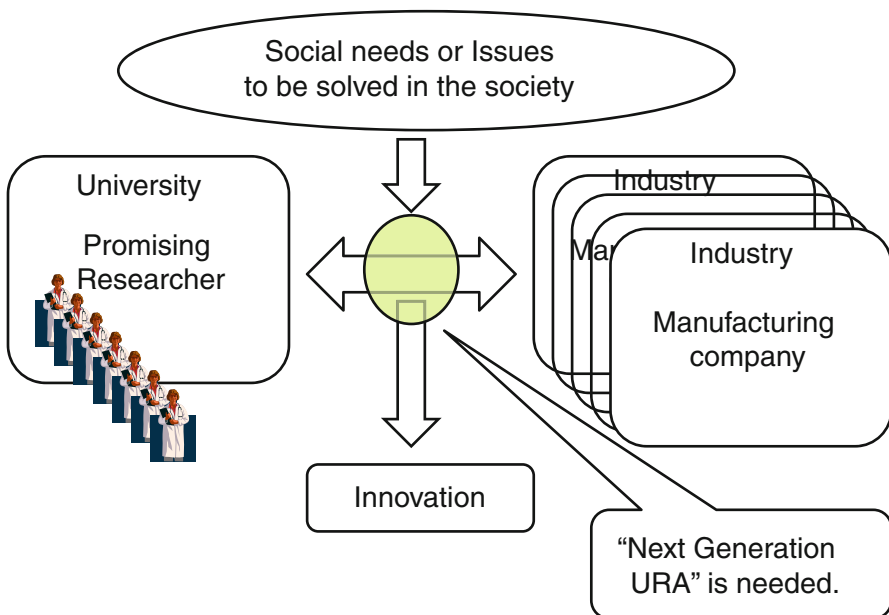 Social needs or Issues
to be solved in the society
University
Promising
Researcher
Industry
Industry
Manufacturing
company
Innovation
“Next Generation
URA” is needed.